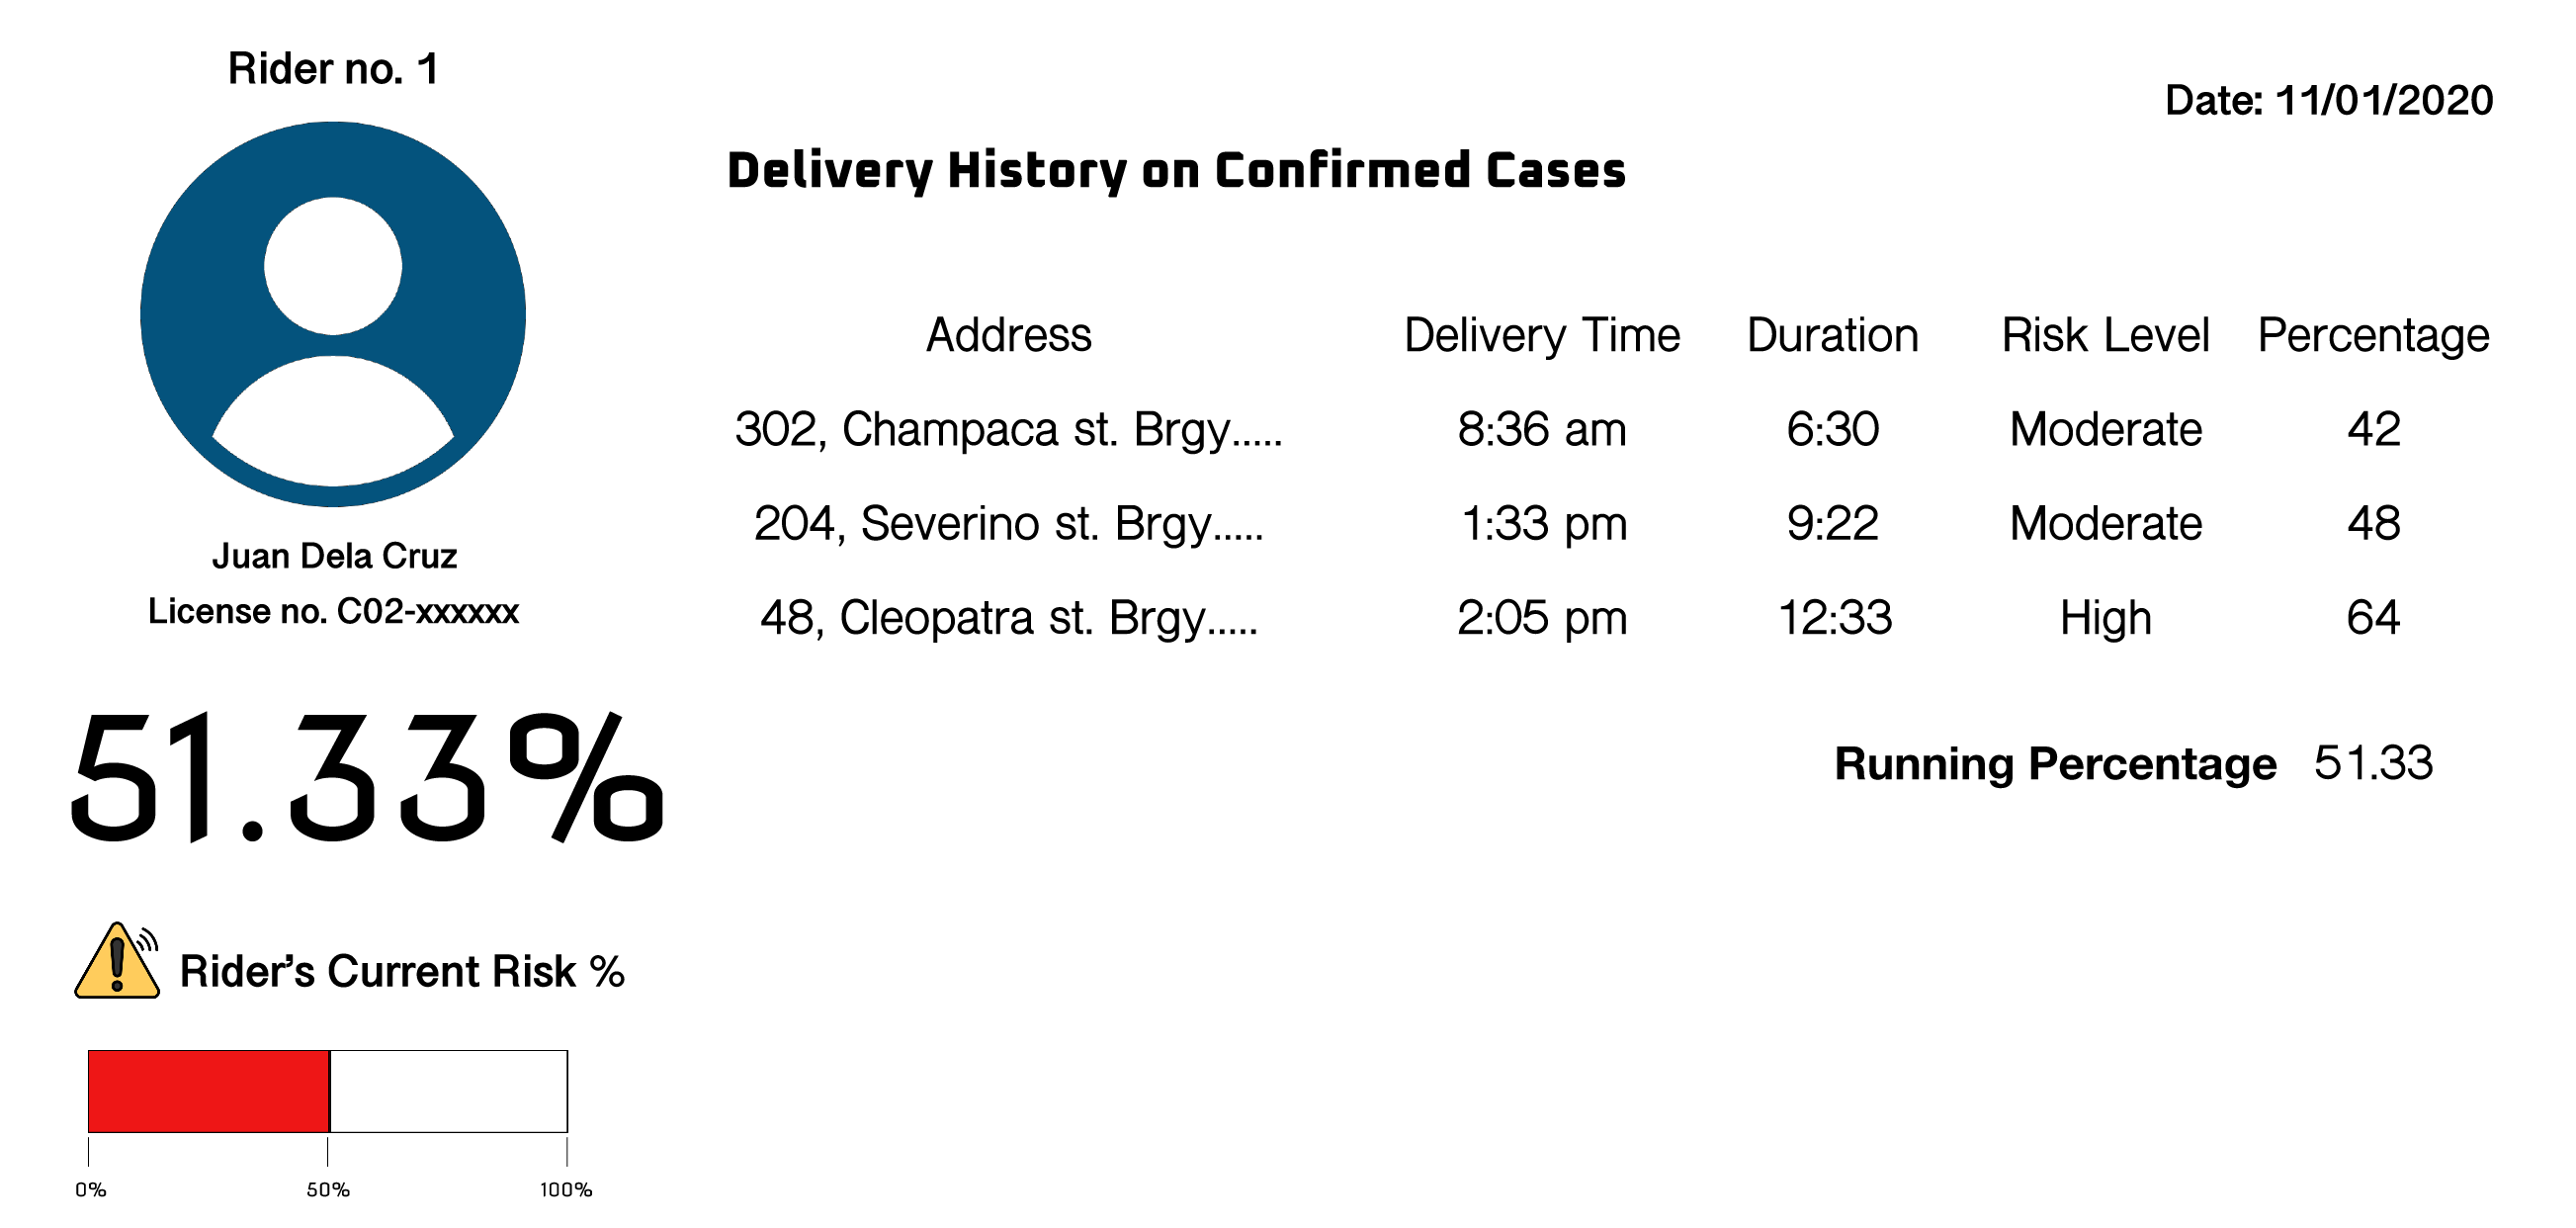 Rider no. 1
Juan Dela Cruz
License no. C02-xxxxxx
51.33%
Rider’s Current Risk %
0% 50% 100%
Date: 11/01/2020
Delivery History on Confirmed Cases
Address Delivery Time Duration Risk Level Percentage
302, Champaca st. Brgy..... 8:36 am 6:30 Moderate 42
204, Severino st. Brgy..... 1:33 pm 9:22 Moderate 48
48, Cleopatra st. Brgy..... 2:05 pm 12:33 High 64
Running Percentage 51.33